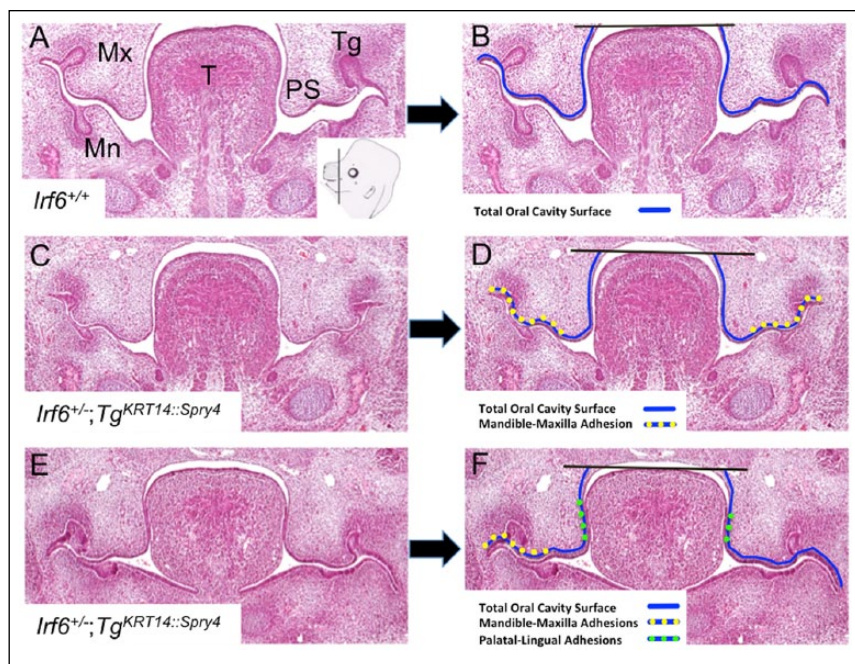 A
Mx
Tg
T
PS
Mn
Irf6+/+
B
Total Oral Cavity Surface
C
Irf6+/-;TgKRT14::Spry4
D
Total Oral Cavity Surface
Mandible-Maxilla Adhesion
E
Irf6+/-;TgKRT14::Spry4
F
Total Oral Cavity Surface
Mandible-Maxilla Adhesions
Palatal-Lingual Adhesions